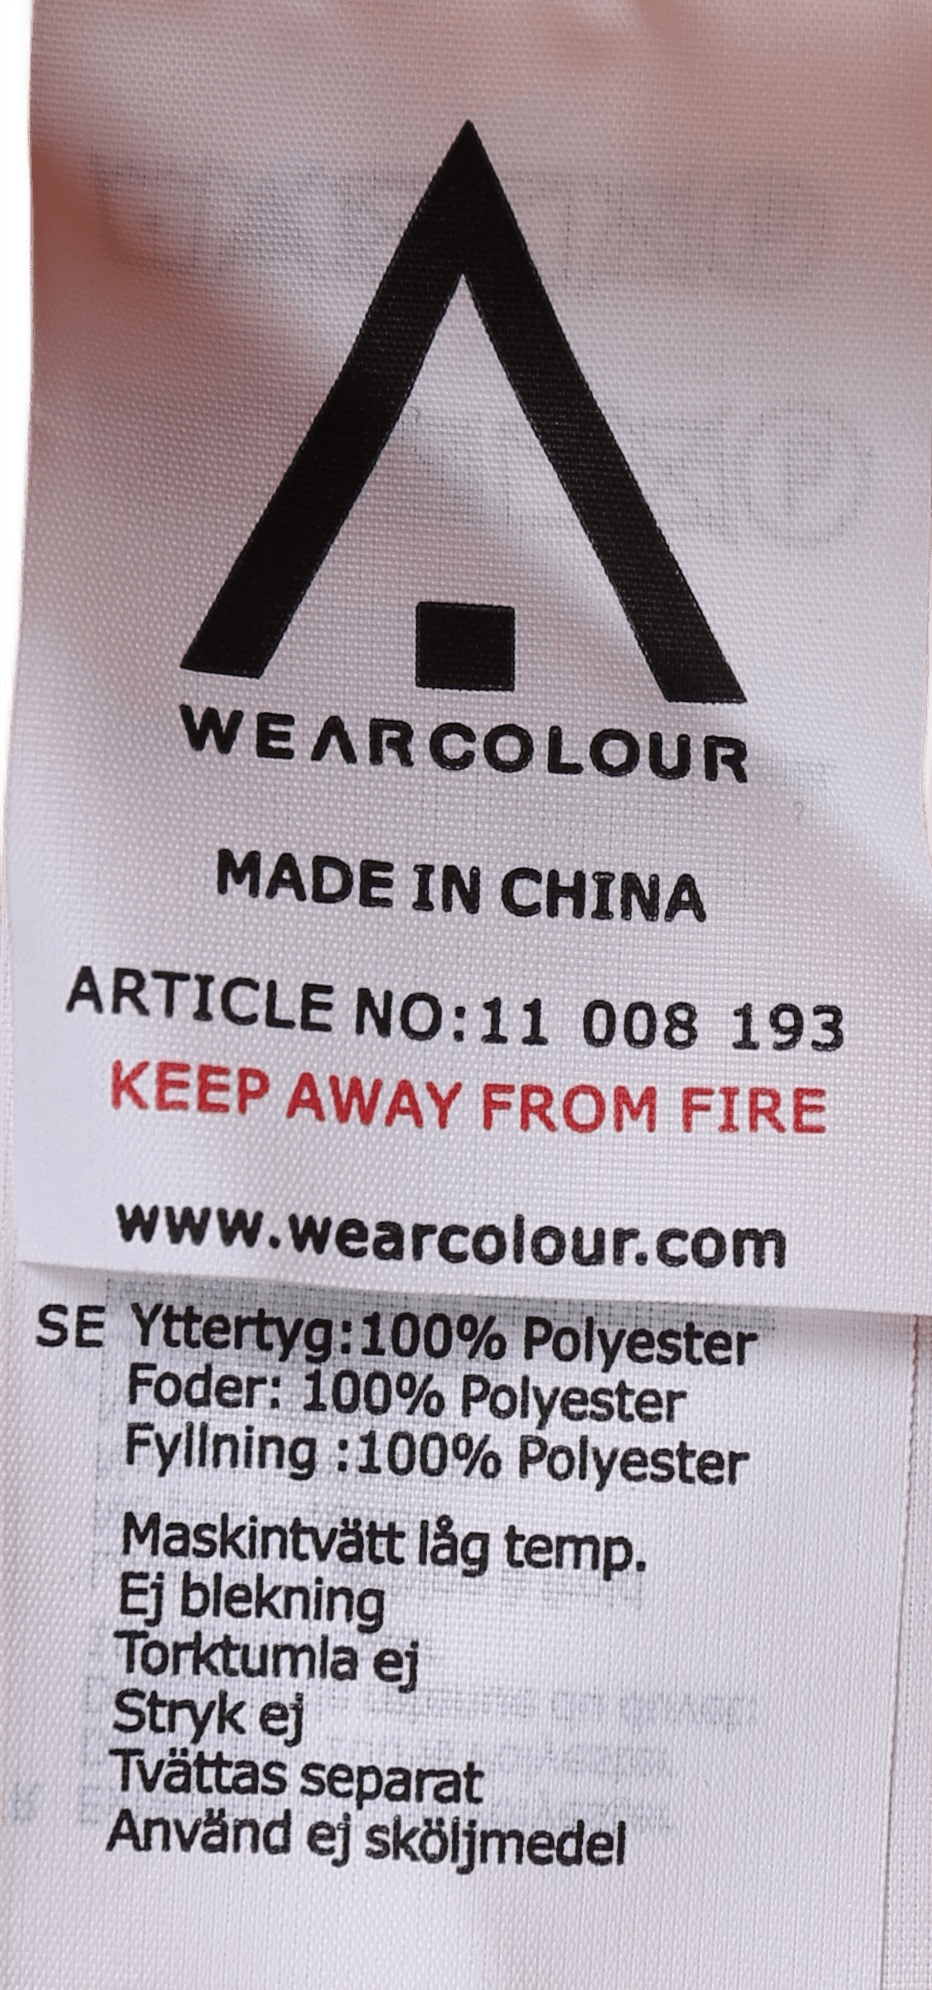 WEARCOLOUR
MADE IN CHINA
ARTICLE NO:11 008 193
KEEP AWAY FROM FIRE
www.wearcolour.com
SE Yttertyg:100% Polyester
Foder: 100% Polyester
Fyllning :100% Polyester
Maskintvätt låg temp.
Ej blekning
Torktumla ej
Stryk ej
Tvättas separat
Använd ej sköljmedel